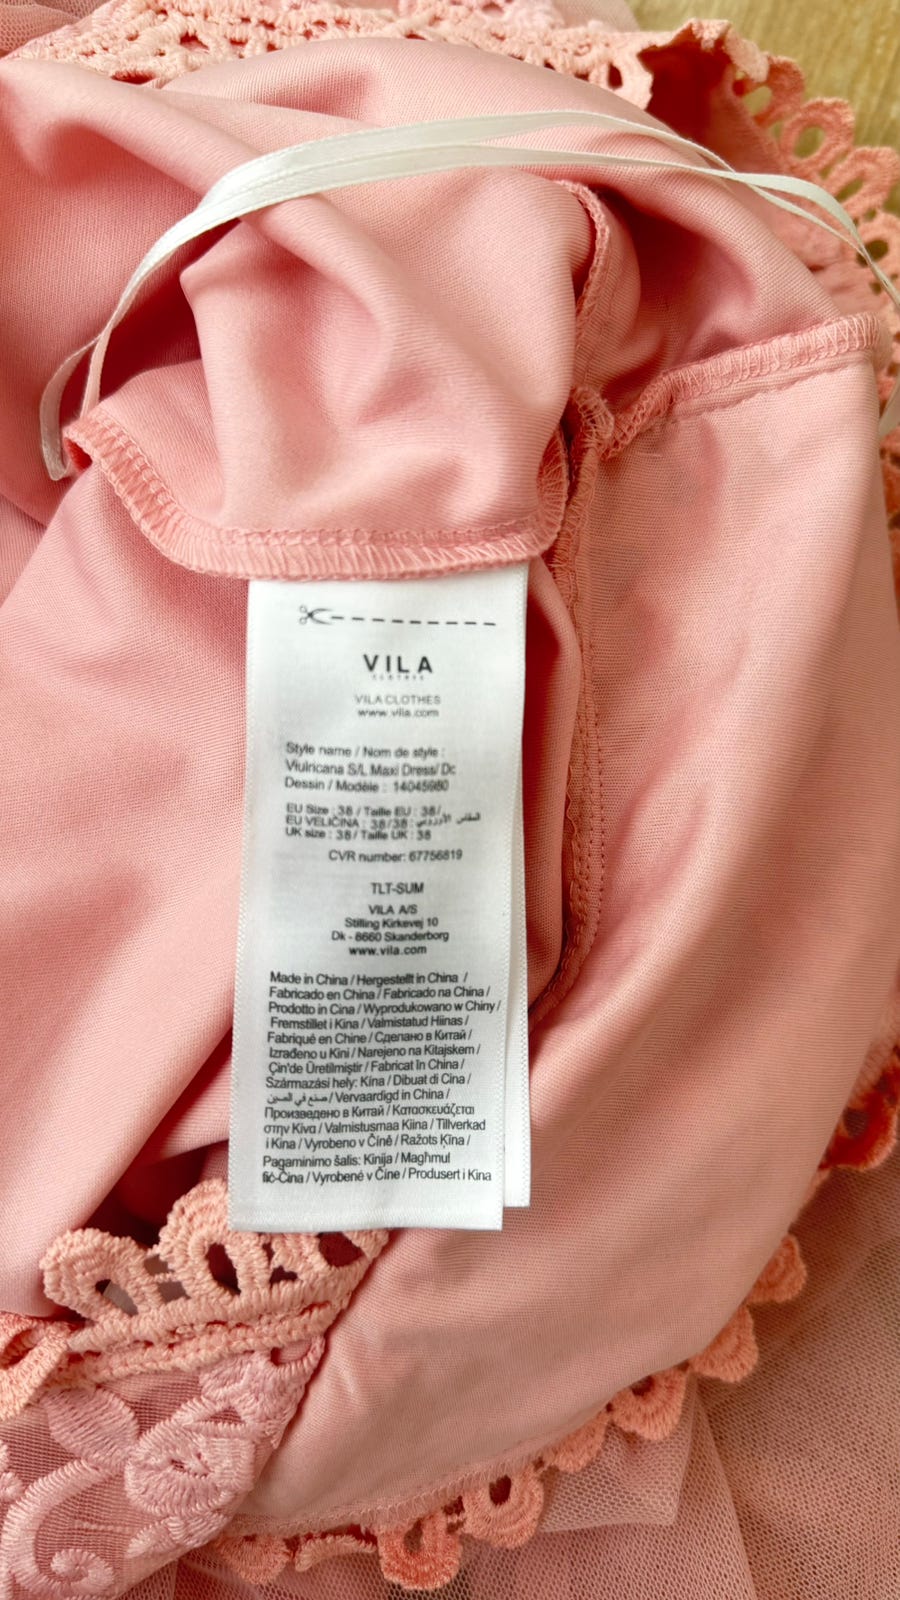 VILA
CLOTHES
VILA CLOTHES
www.vila.com
Style name / Nom de style :
Viulricana S/L Maxi Dress/ Dc
Dessin / Modèle : 14045980
EU Size : 38 / Taille EU : 38/
EU VELIČINA : 38/38 : المقاس الأوروبي
UK size : 38 / Taille UK : 38
CVR number: 67756819
TLT-SUM
VILA A/S
Stilling Kirkevej 10
Dk - 8660 Skanderborg
www.vila.com
Made in China / Hergestellt in China /
Fabricado en China / Fabricado na China /
Prodotto in Cina / Wyprodukowano w Chiny /
Fremstillet i Kina / Valmistatud Hiinas /
Fabriqué en Chine / Сделано в Китай /
Izrađeno u Kini / Narejeno na Kitajskem /
Çin'de Üretilmiştir / Fabricat în China /
Származási hely: Kína / Dibuat di Cina /
صنع في الصين / Vervaardigd in China /
Произведено в Китай / Κατασκευάζεται
στην Κίνα / Valmistusmaa Kiina / Tillverkad
i Kina / Vyrobeno v Číně / Ražots Ķīna /
Pagaminimo šalis: Kinija / Magħmul
fiċ-Ċina / Vyrobené v Čine / Produsert i Kina